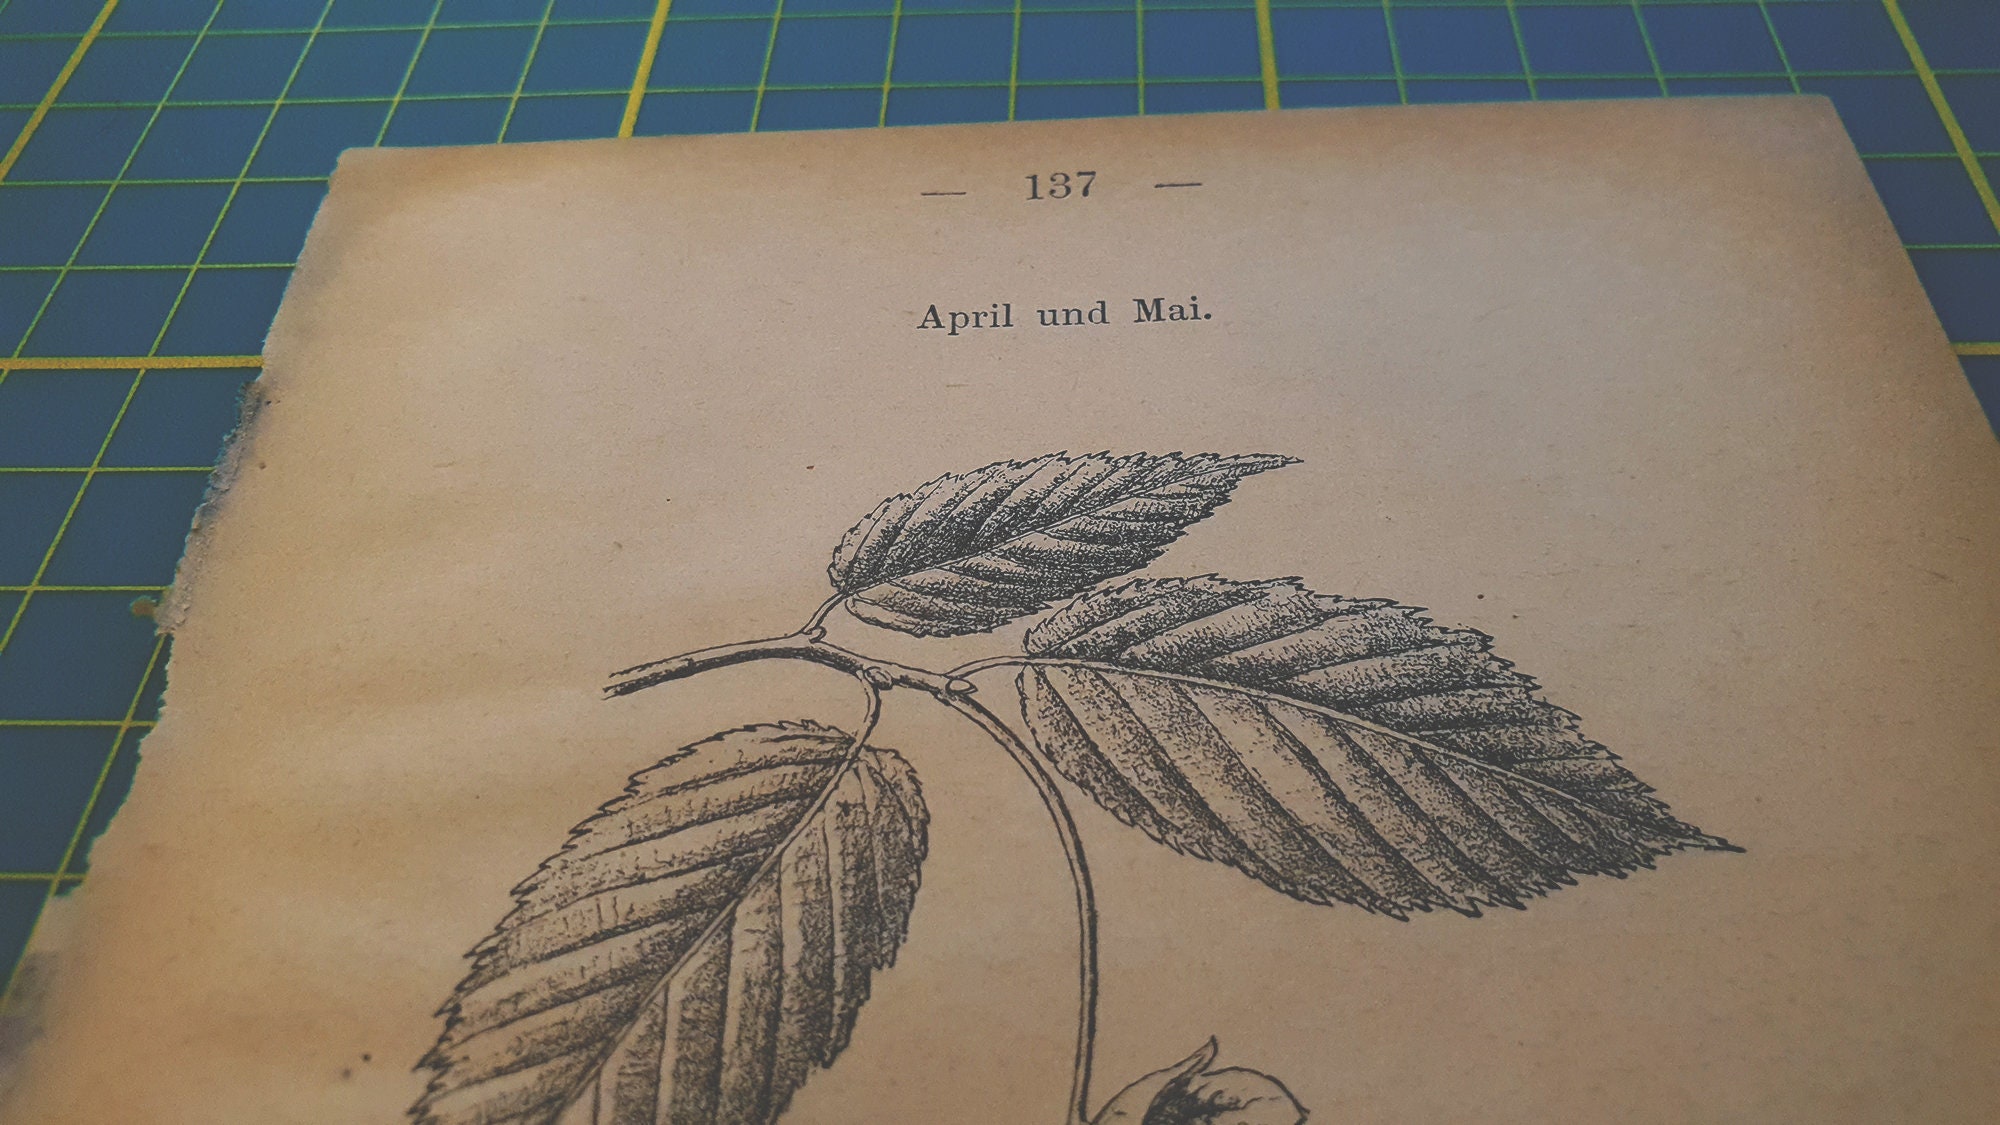 — 137 —
April und Mai.